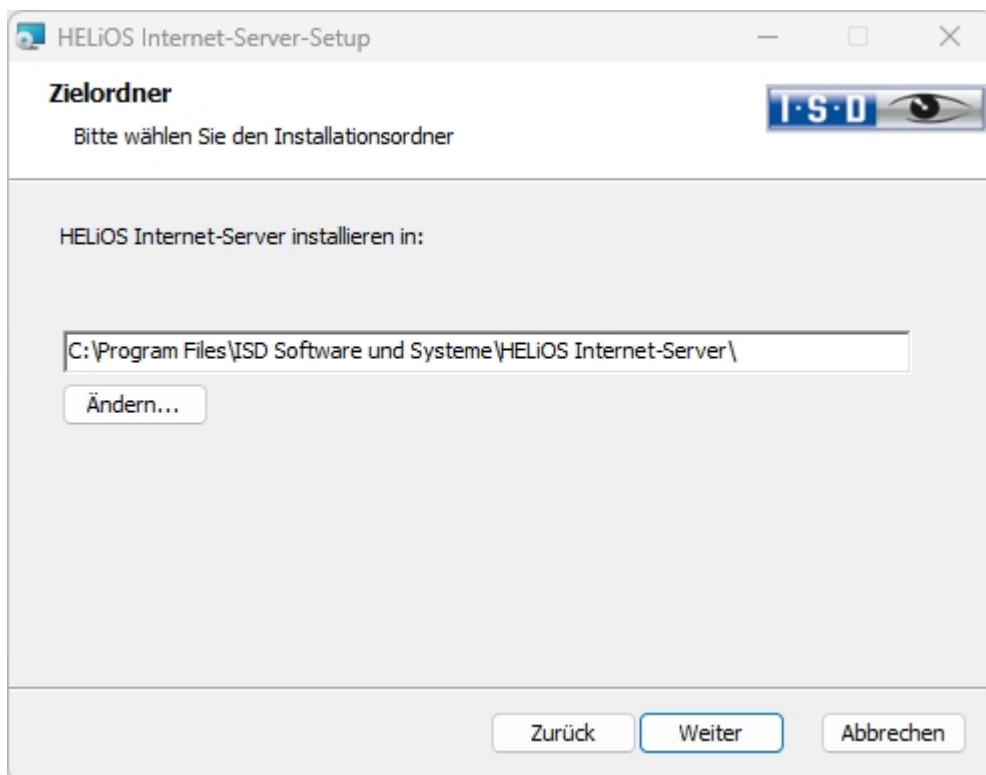 HELiOS Internet-Server-Setup
Zielordner
I·S·D
Bitte wählen Sie den Installationsordner
HELiOS Internet-Server installieren in:
C:\Program Files\ISD Software und Systeme\HELiOS Internet-Server\
Ändern...
Zurück Weiter Abbrechen